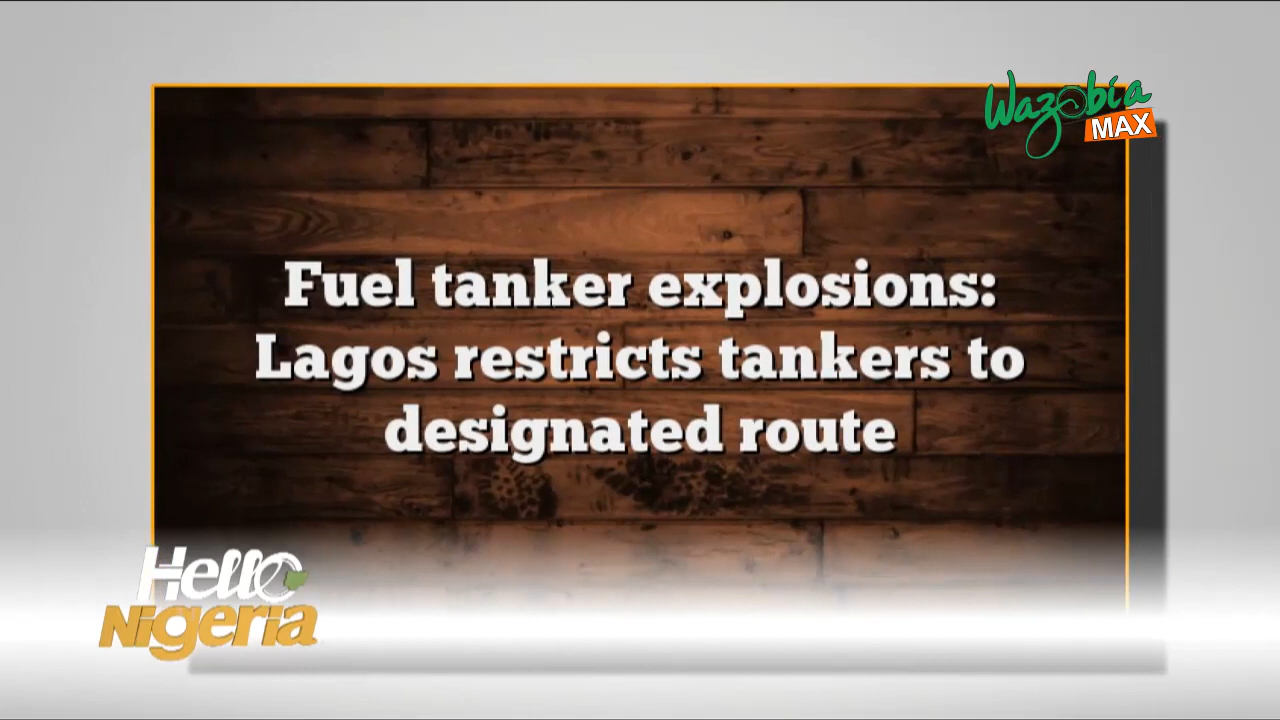 Wazobia
MAX
Fuel tanker explosions:
Lagos restricts tankers to
designated route
Hello
Nigeria